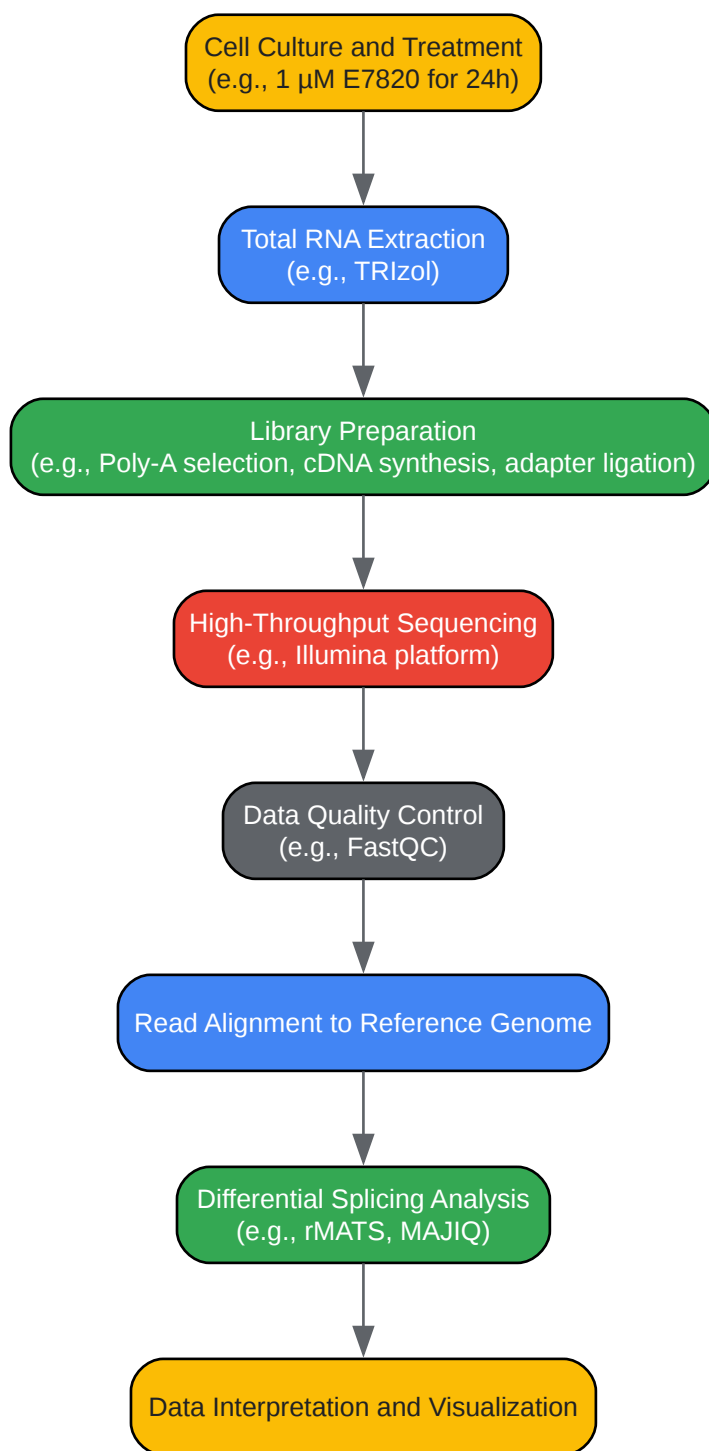 Cell Culture and Treatment
(e.g., 1 µM E7820 for 24h)
Total RNA Extraction
(e.g., TRIzol)
Library Preparation
(e.g., Poly-A selection, cDNA synthesis, adapter ligation)
High-Throughput Sequencing
(e.g., Illumina platform)
Data Quality Control
(e.g., FastQC)
Read Alignment to Reference Genome
Differential Splicing Analysis
(e.g., rMATS, MAJIQ)
Data Interpretation and Visualization